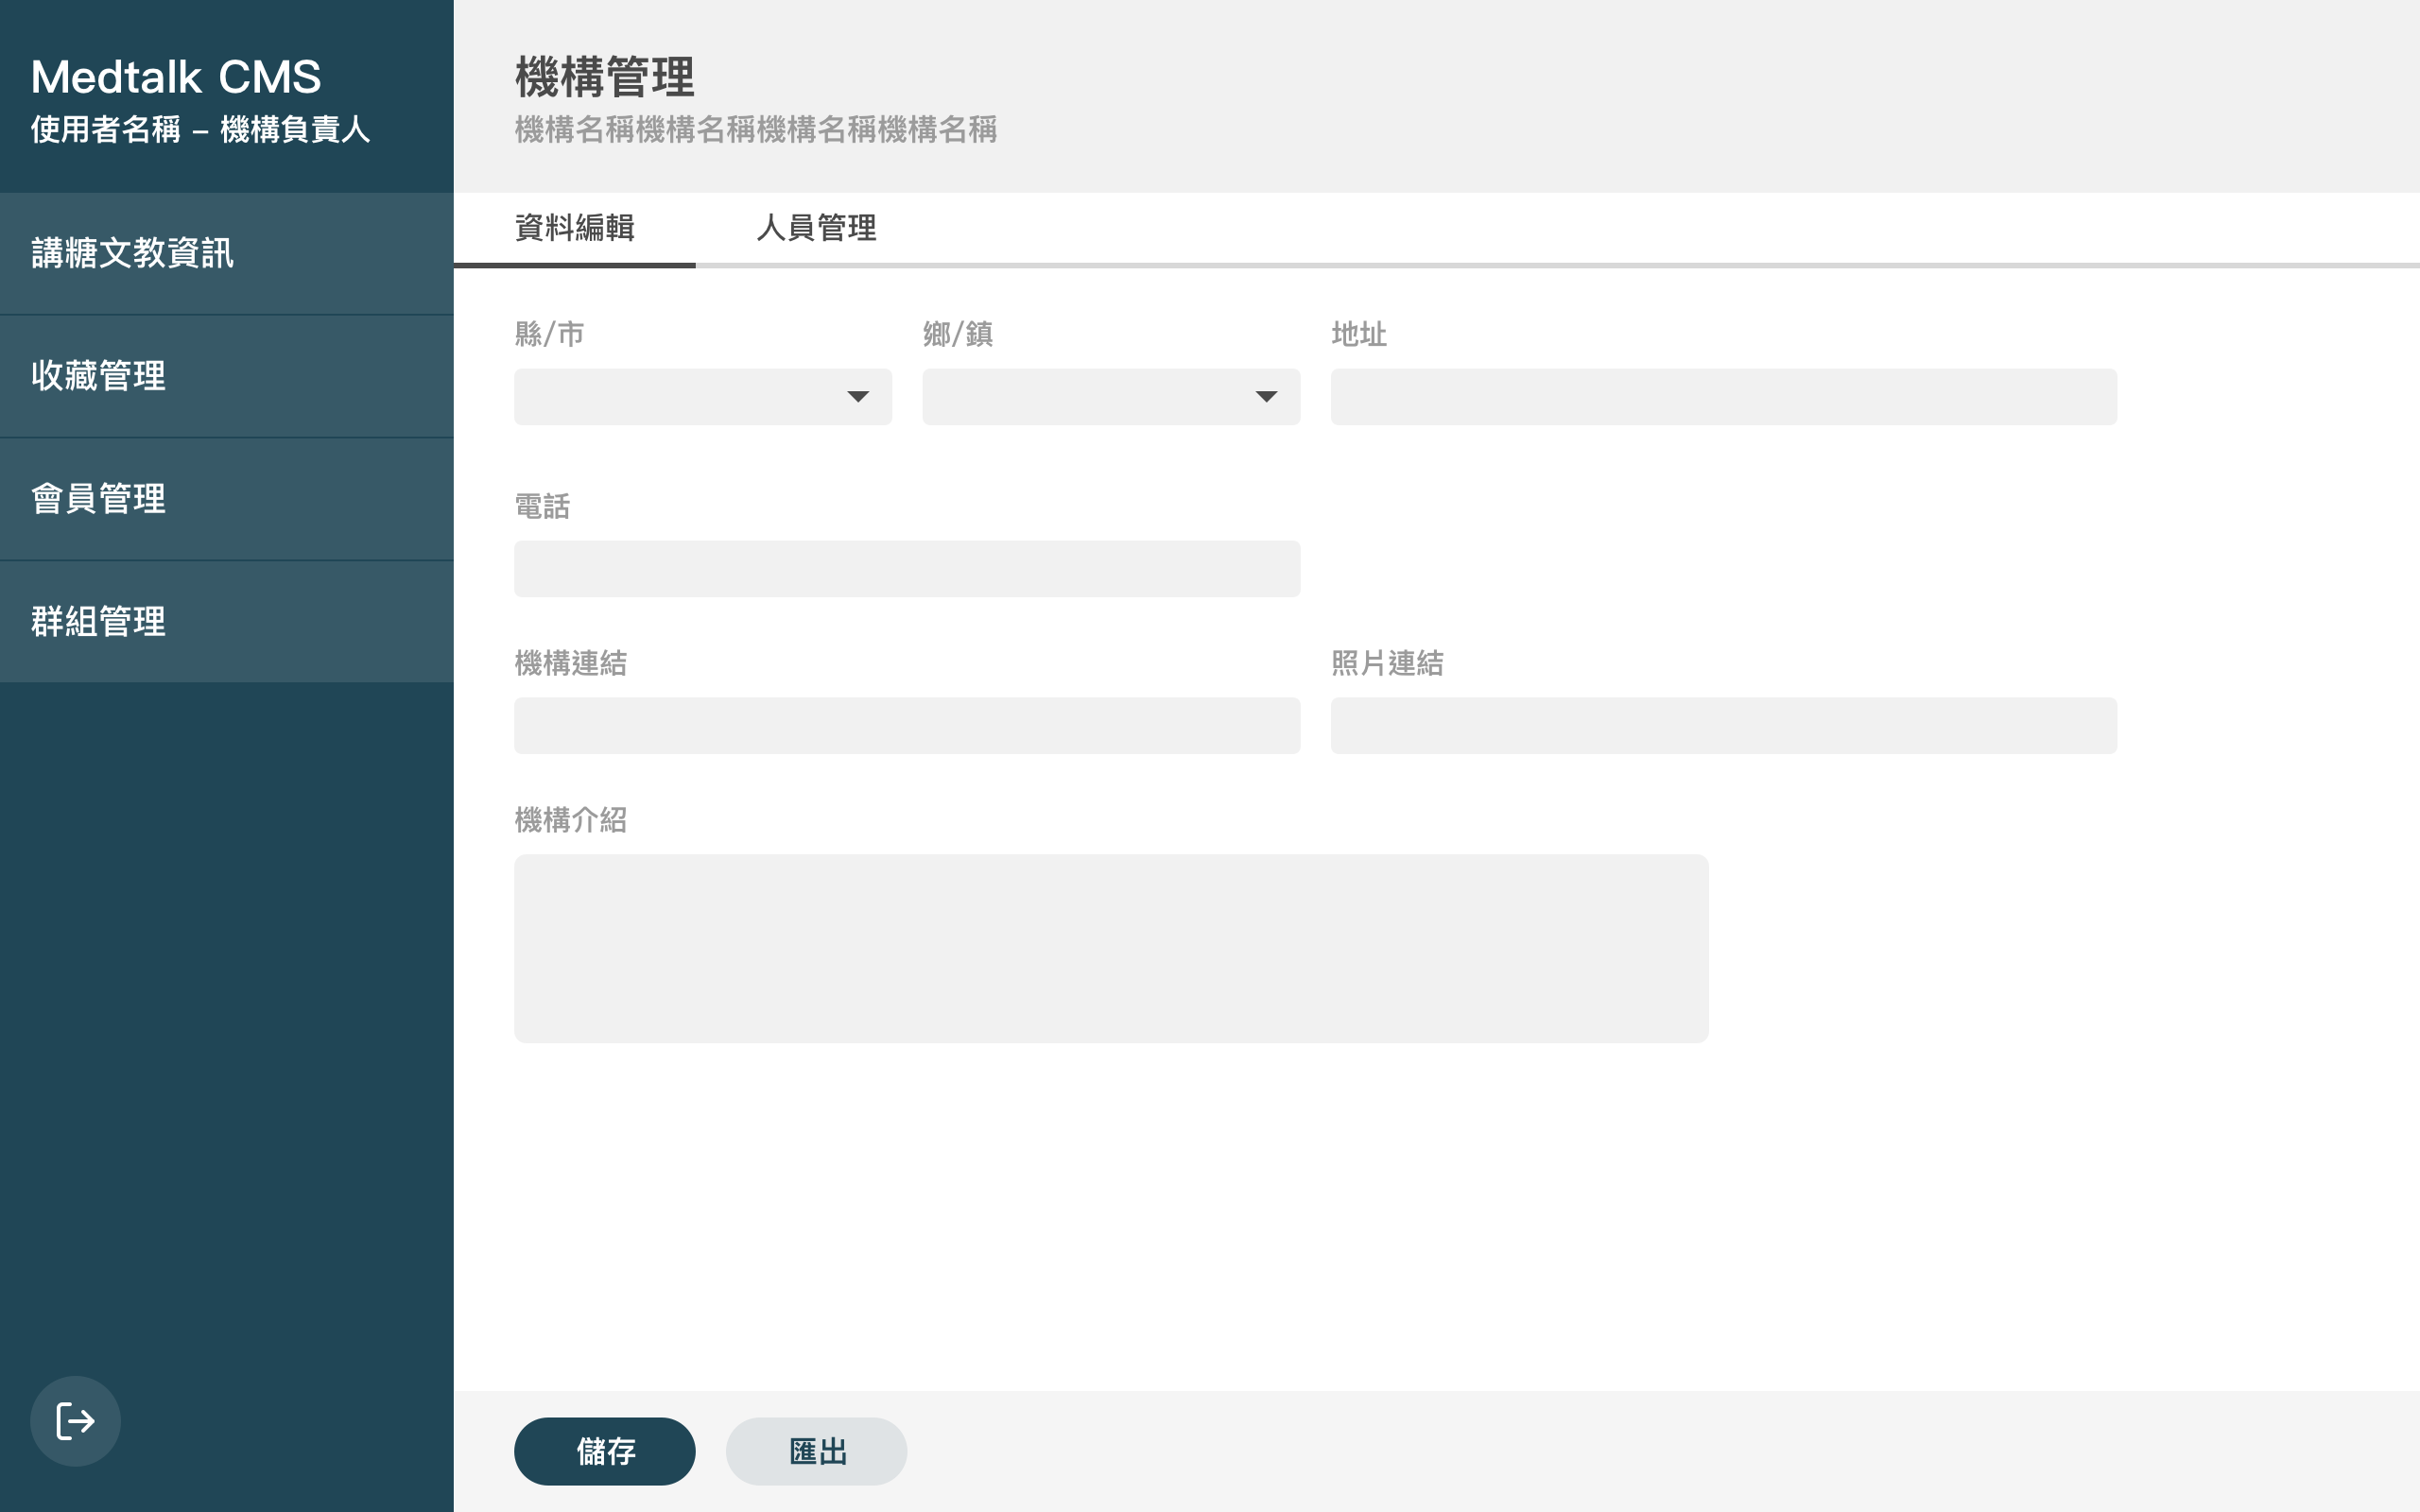 Medtalk CMS
使用者名稱 – 機構負責人
講糖文教資訊
收藏管理
會員管理
群組管理
機構管理
機構名稱機構名稱機構名稱機構名稱
資料編輯
人員管理
縣/市
鄉/鎮
地址
電話
機構連結
照片連結
機構介紹
儲存
匯出